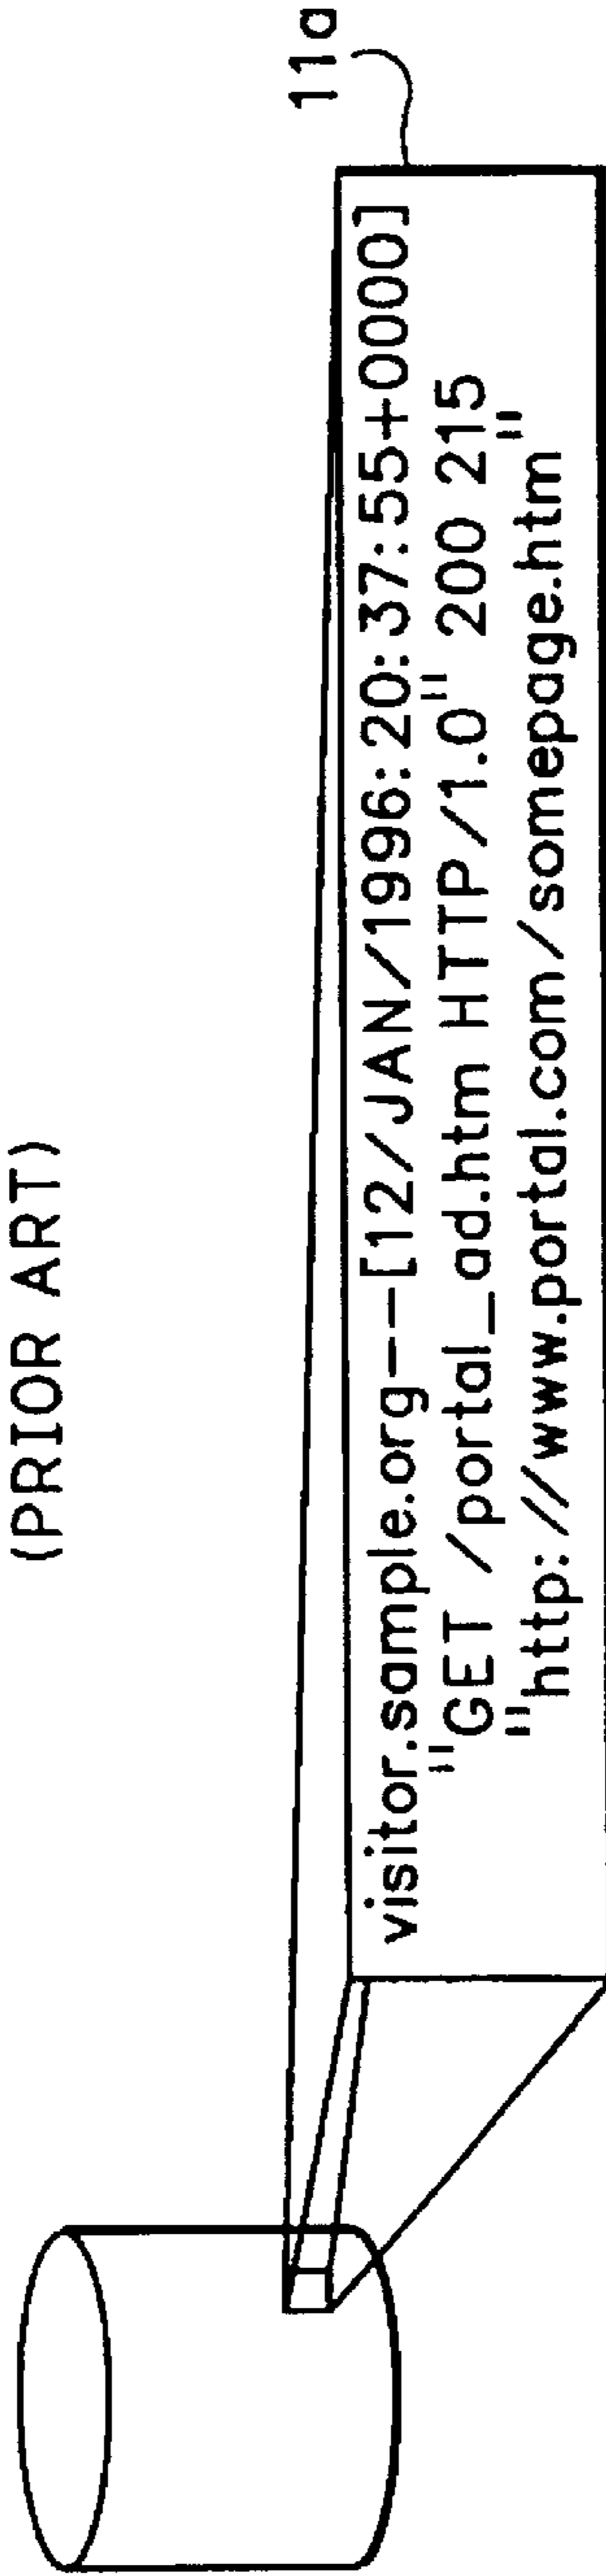 (PRIOR ART)
11a
visitor.sample.org--[12/JAN/1996:20:37:55+0000]
"GET /portal_ad.htm HTTP/1.0" 200 215
"http://www.portal.com/somepage.htm"